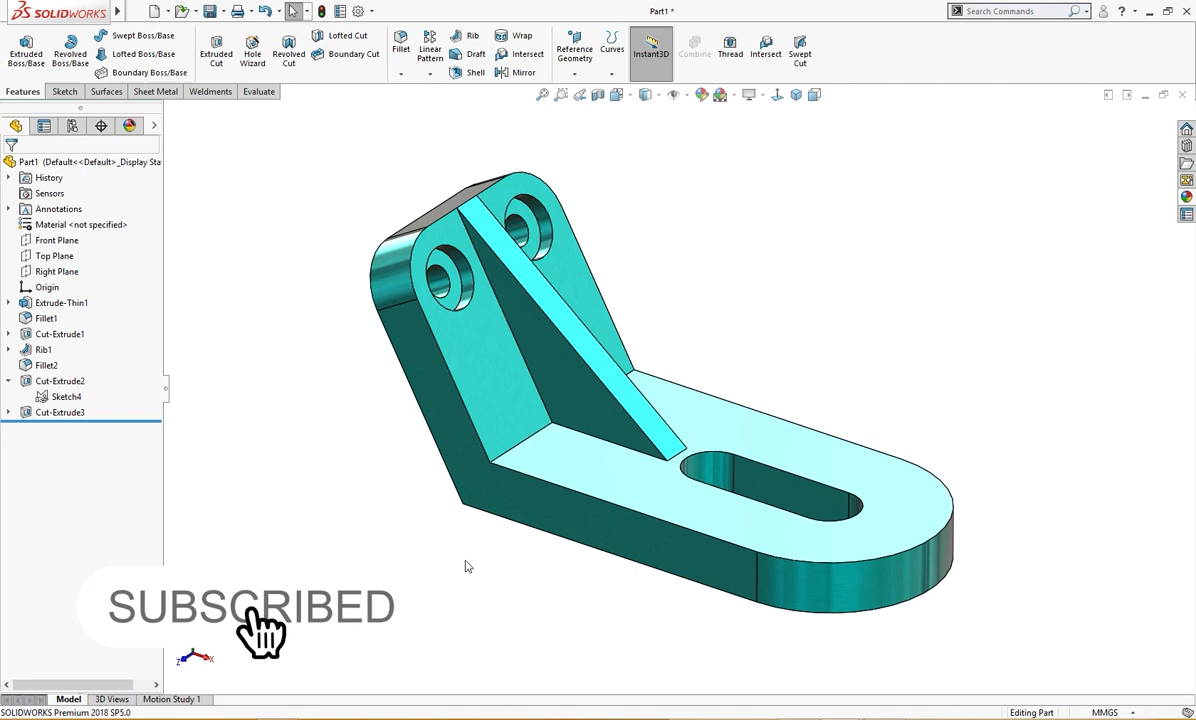 SOLIDWORKS
Part1 *
Search Commands
?
Extruded Boss/Base
Revolved Boss/Base
Swept Boss/Base
Lofted Boss/Base
Boundary Boss/Base
Extruded Cut
Hole Wizard
Revolved Cut
Lofted Cut
Boundary Cut
Fillet
Linear Pattern
Rib
Draft
Shell
Wrap
Intersect
Mirror
Reference Geometry
Curves
Instant3D
Combine
Thread
Intersect
Swept Cut
Features
Sketch
Surfaces
Sheet Metal
Weldments
Evaluate
Part1 (Default<<Default>_Display Sta
History
Sensors
Annotations
Material <not specified>
Front Plane
Top Plane
Right Plane
Origin
Extrude-Thin1
Fillet1
Cut-Extrude1
Rib1
Fillet2
Cut-Extrude2
Sketch4
Cut-Extrude3
SUBSCRIBED
Z
X
Model
3D Views
Motion Study 1
SOLIDWORKS Premium 2018 SP5.0
Editing Part
MMGS